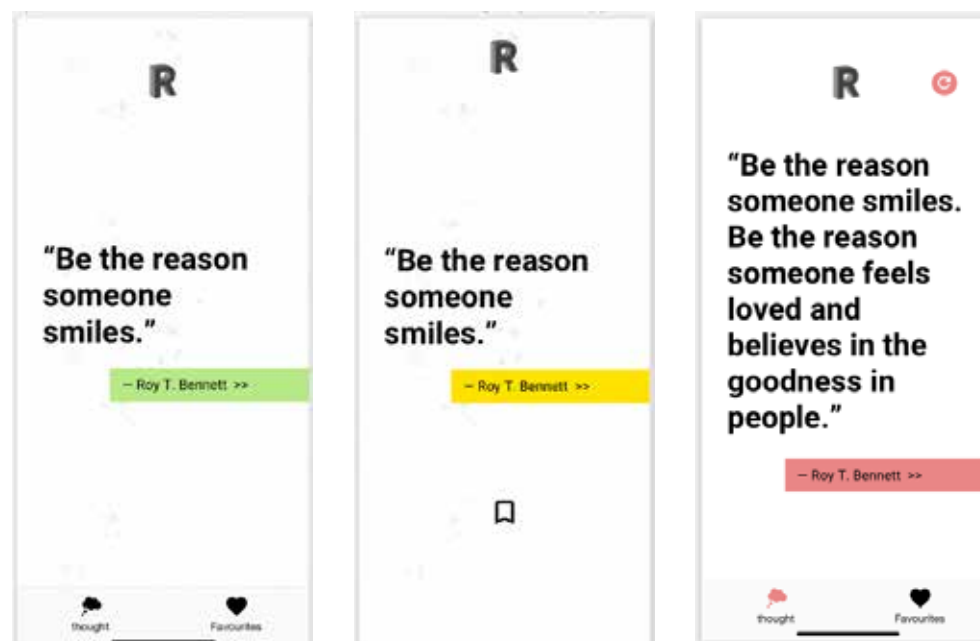 R
“Be the reason
someone
smiles.”
– Roy T. Bennett >>
thought
Favourites
R
“Be the reason
someone
smiles.”
– Roy T. Bennett >>
R
“Be the reason
someone smiles.
Be the reason
someone feels
loved and
believes in the
goodness in
people.”
– Roy T. Bennett >>
thought
Favourites